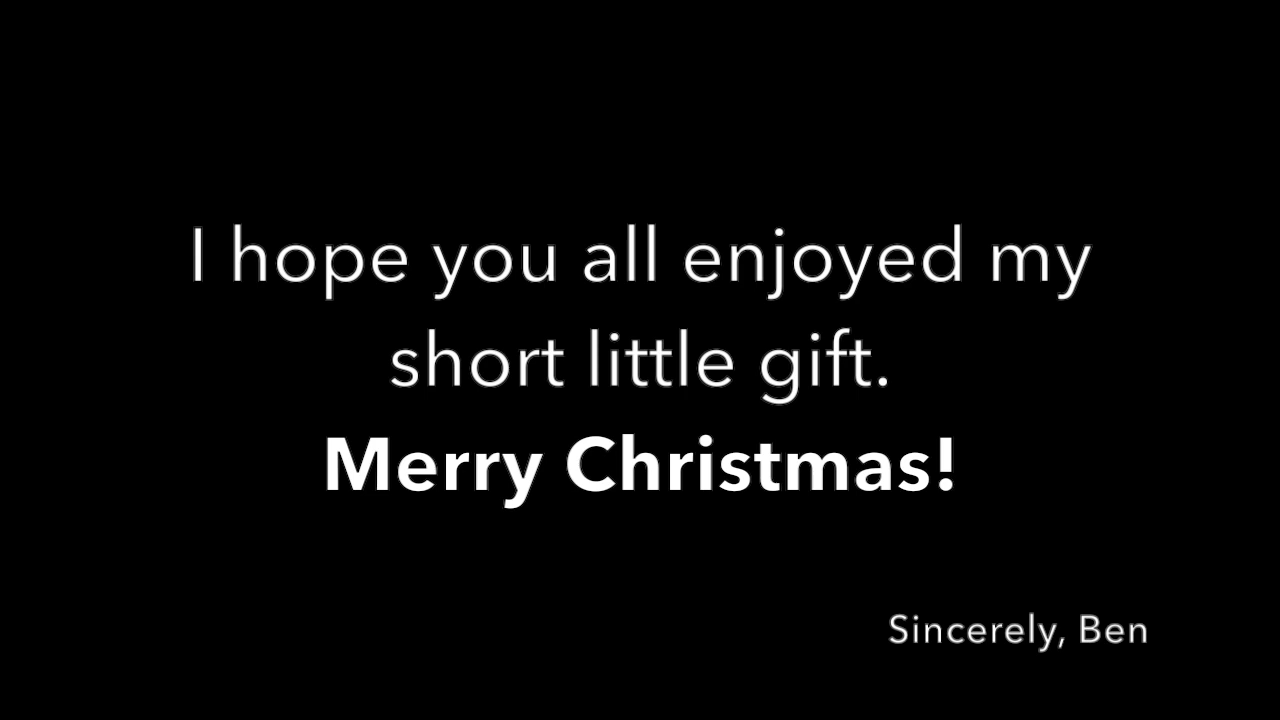 I hope you all enjoyed my
short little gift.
Merry Christmas!
Sincerely, Ben